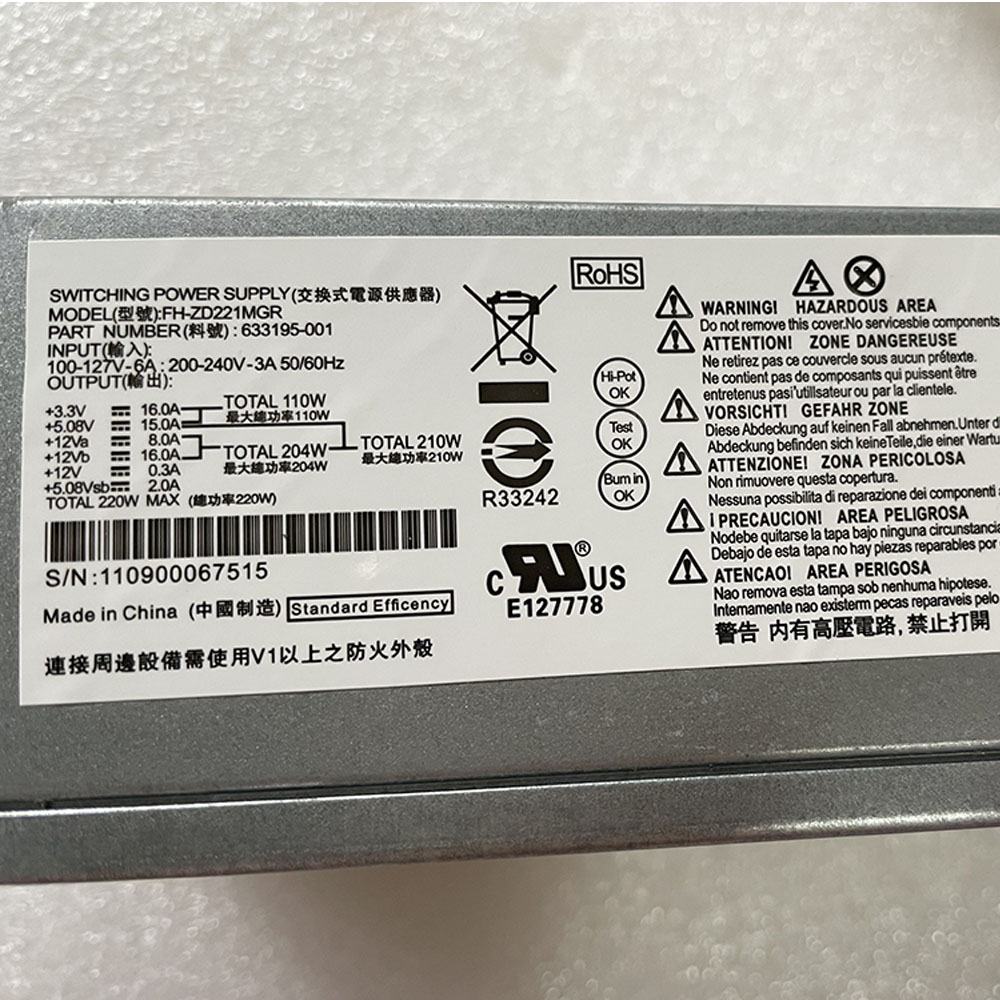 SWITCHING POWER SUPPLY(交換式電源供應器)
MODEL(型號):FH-ZD221MGR
PART NUMBER(料號) : 633195-001
INPUT(輸入):
100-127V-6A : 200-240V-3A 50/60Hz
OUTPUT(輸出):
+3.3V 16.0A TOTAL 110W
最大總功率110W
+5.08V 15.0A
+12Va 8.0A TOTAL 210W
+12Vb 16.0A TOTAL 204W 最大總功率210W
最大總功率204W
+12V 0.3A
+5.08Vsb 2.0A
TOTAL 220W MAX (總功率220W)
S/N:110900067515
Made in China (中國制造) Standard Efficency
連接周邊設備需使用V1以上之防火外殼
RoHS
R33242
Hi-Pot
OK
Test
OK
Burn in
OK
c RU ® US
E127778
WARNING! HAZARDOUS AREA
Do not remove this cover.No servicesbie components
ATTENTION! ZONE DANGEREUSE
Ne retirez pas ce couvercle sous aucun prétexte.
Ne contient pas de composants qui puissent être
entretenus pasi'utilisateur ou par la clientele.
VORSICHT! GEFAHR ZONE
Diese Abdeckung auf keinen Fall abnehmen.Unter d
Abdeckung befinden sich keineTeile,die einer Wartu
ATTENZIONE! ZONA PERICOLOSA
Non rimuovere questa copertura.
Nessuna possibilita di reparazione dei componenti
I PRECAUCION! AREA PELIGROSA
Nodebe quitarse la tapa bajo ninguna circunstancia
Debajo de esta tapa no hay piezas reparables por
ATENCAO! AREA PERIGOSA
Nao remova esta tampa sob nenhuma hipotese.
Intemamente nao existerm pecas reparaveis pelo
警告 内有高壓電路,禁止打開